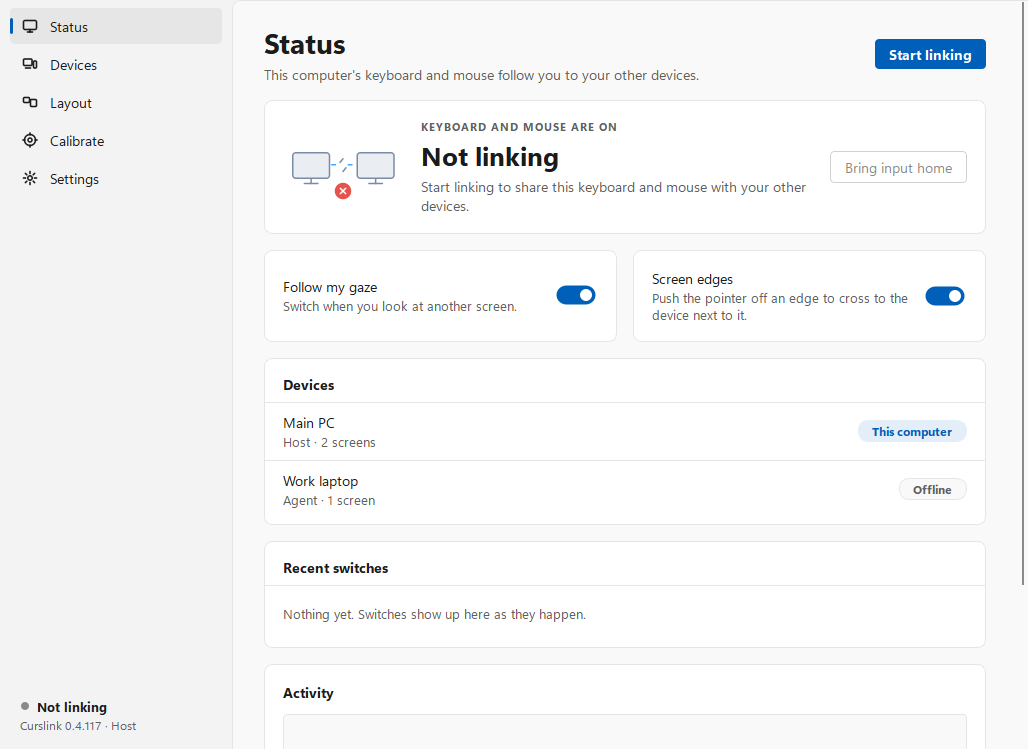 Status
Devices
Layout
Calibrate
Settings
Not linking
Curslink 0.4.117 · Host
Status
This computer's keyboard and mouse follow you to your other devices.
Start linking
KEYBOARD AND MOUSE ARE ON
Not linking
Start linking to share this keyboard and mouse with your other
devices.
Bring input home
Follow my gaze
Switch when you look at another screen.
Screen edges
Push the pointer off an edge to cross to the
device next to it.
Devices
Main PC
Host · 2 screens
This computer
Work laptop
Agent · 1 screen
Offline
Recent switches
Nothing yet. Switches show up here as they happen.
Activity